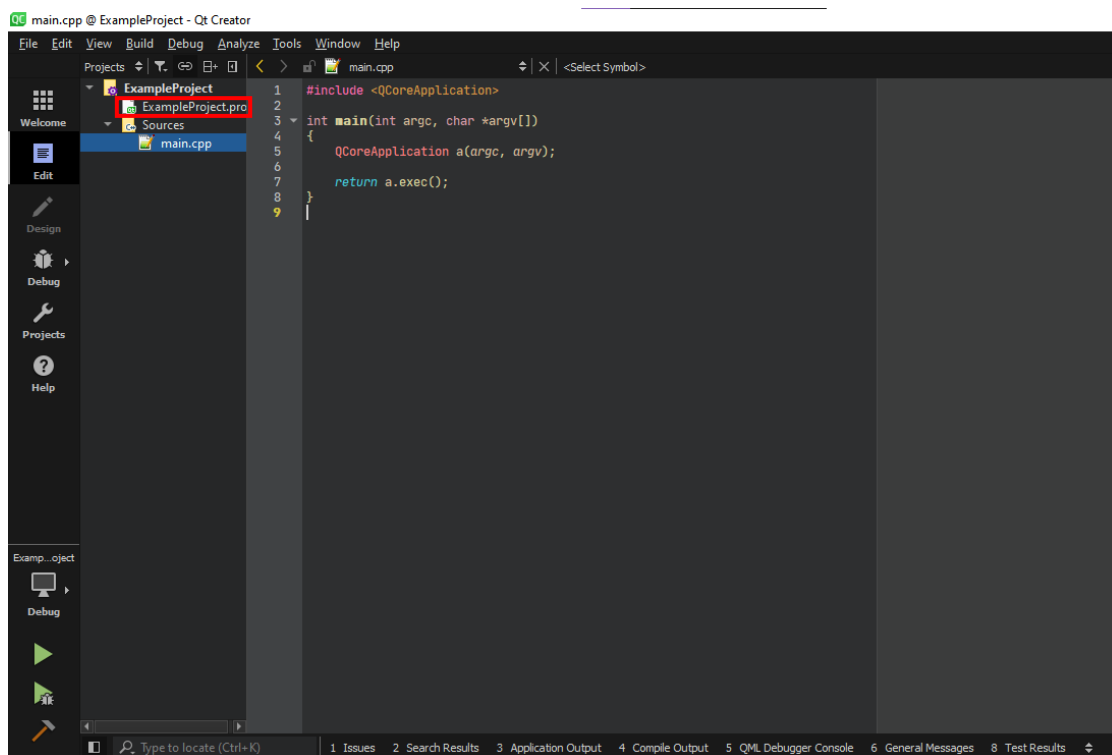 QC main.cpp @ ExampleProject - Qt Creator
File Edit View Build Debug Analyze Tools Window Help
Projects main.cpp <Select Symbol>
Welcome
Edit
Design
Debug
Projects
Help
ExampleProject
ExampleProject.pro
Sources
main.cpp
1 #include <QCoreApplication>
2
3 int main(int argc, char *argv[])
4 {
5 QCoreApplication a(argc, argv);
6
7 return a.exec();
8 }
9
Examp...oject
Debug
Type to locate (Ctrl+K) 1 Issues 2 Search Results 3 Application Output 4 Compile Output 5 QML Debugger Console 6 General Messages 8 Test Results